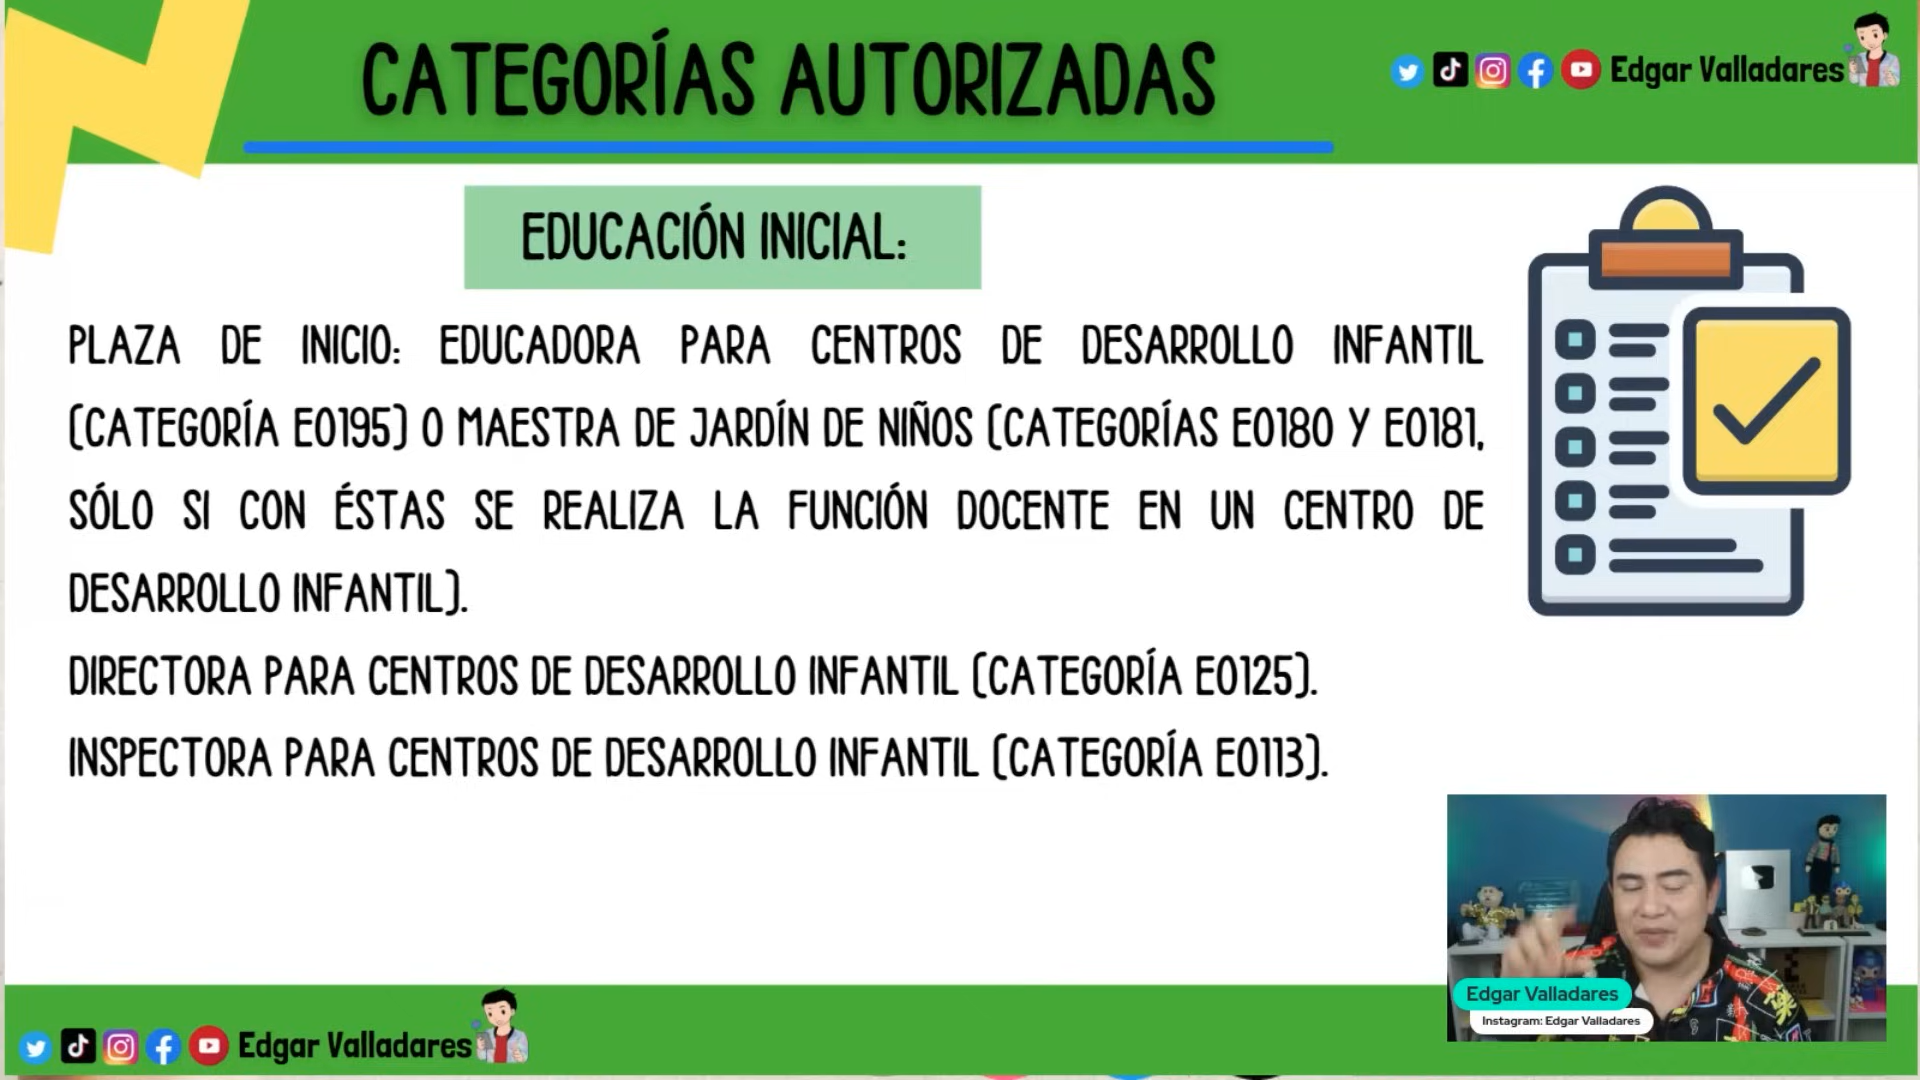 CATEGORÍAS AUTORIZADAS
Edgar Valladares
EDUCACIÓN INICIAL:
PLAZA DE INICIO: EDUCADORA PARA CENTROS DE DESARROLLO INFANTIL
(CATEGORÍA E0195) O MAESTRA DE JARDÍN DE NIÑOS (CATEGORÍAS E0180 Y E0181,
SÓLO SI CON ÉSTAS SE REALIZA LA FUNCIÓN DOCENTE EN UN CENTRO DE
DESARROLLO INFANTIL).
DIRECTORA PARA CENTROS DE DESARROLLO INFANTIL (CATEGORÍA E0125).
INSPECTORA PARA CENTROS DE DESARROLLO INFANTIL (CATEGORÍA E0113).
Edgar Valladares
Instagram: Edgar Valladares
Edgar Valladares